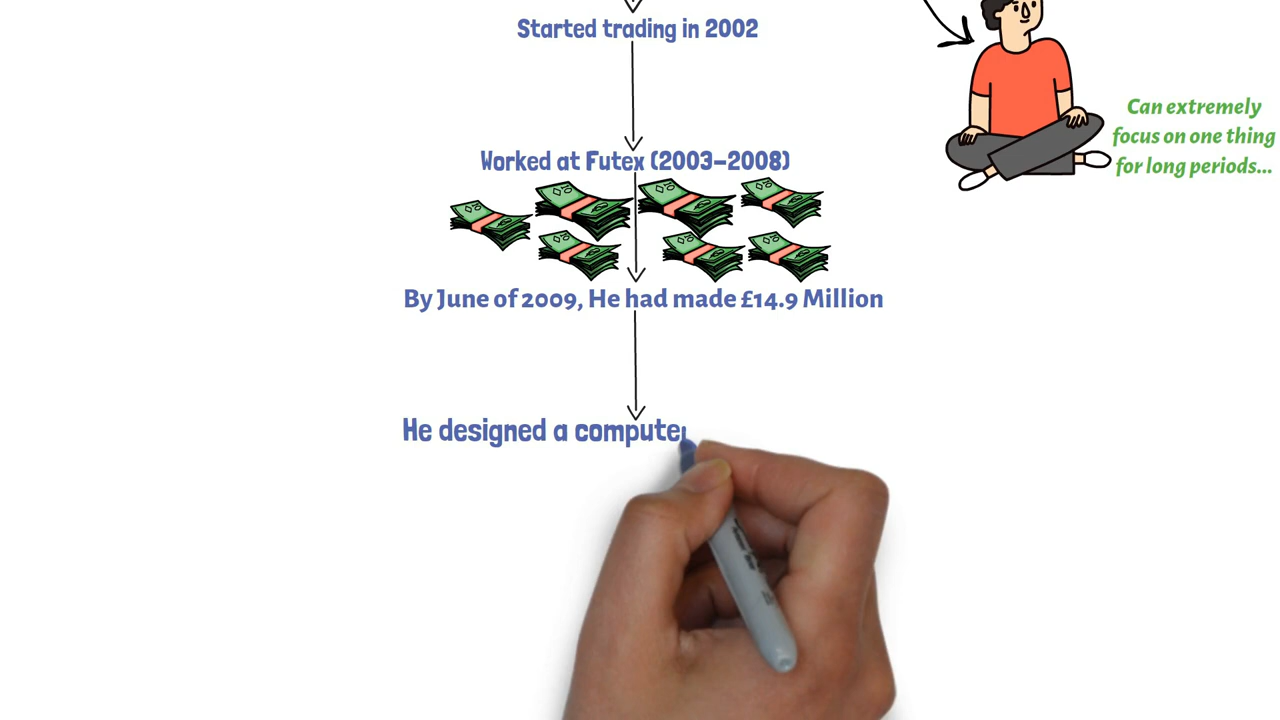 Started trading in 2002
Worked at Futex (2003-2008)
Can extremely
focus on one thing
for long periods...
By June of 2009, He had made £14.9 Million
He designed a compute